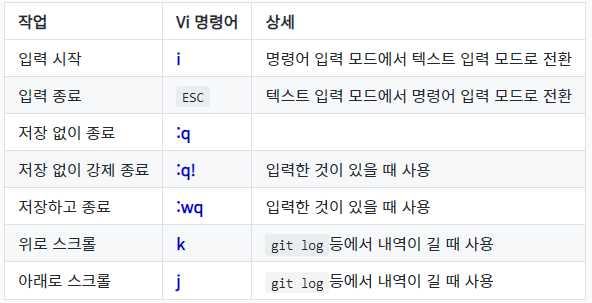 작업 Vi 명령어 상세
입력 시작 i 명령어 입력 모드에서 텍스트 입력 모드로 전환
입력 종료 ESC 텍스트 입력 모드에서 명령어 입력 모드로 전환
저장 없이 종료 :q
저장 없이 강제 종료 :q! 입력한 것이 있을 때 사용
저장하고 종료 :wq 입력한 것이 있을 때 사용
위로 스크롤 k git log등에서 내역이 길 때 사용
아래로 스크롤 j git log등에서 내역이 길 때 사용